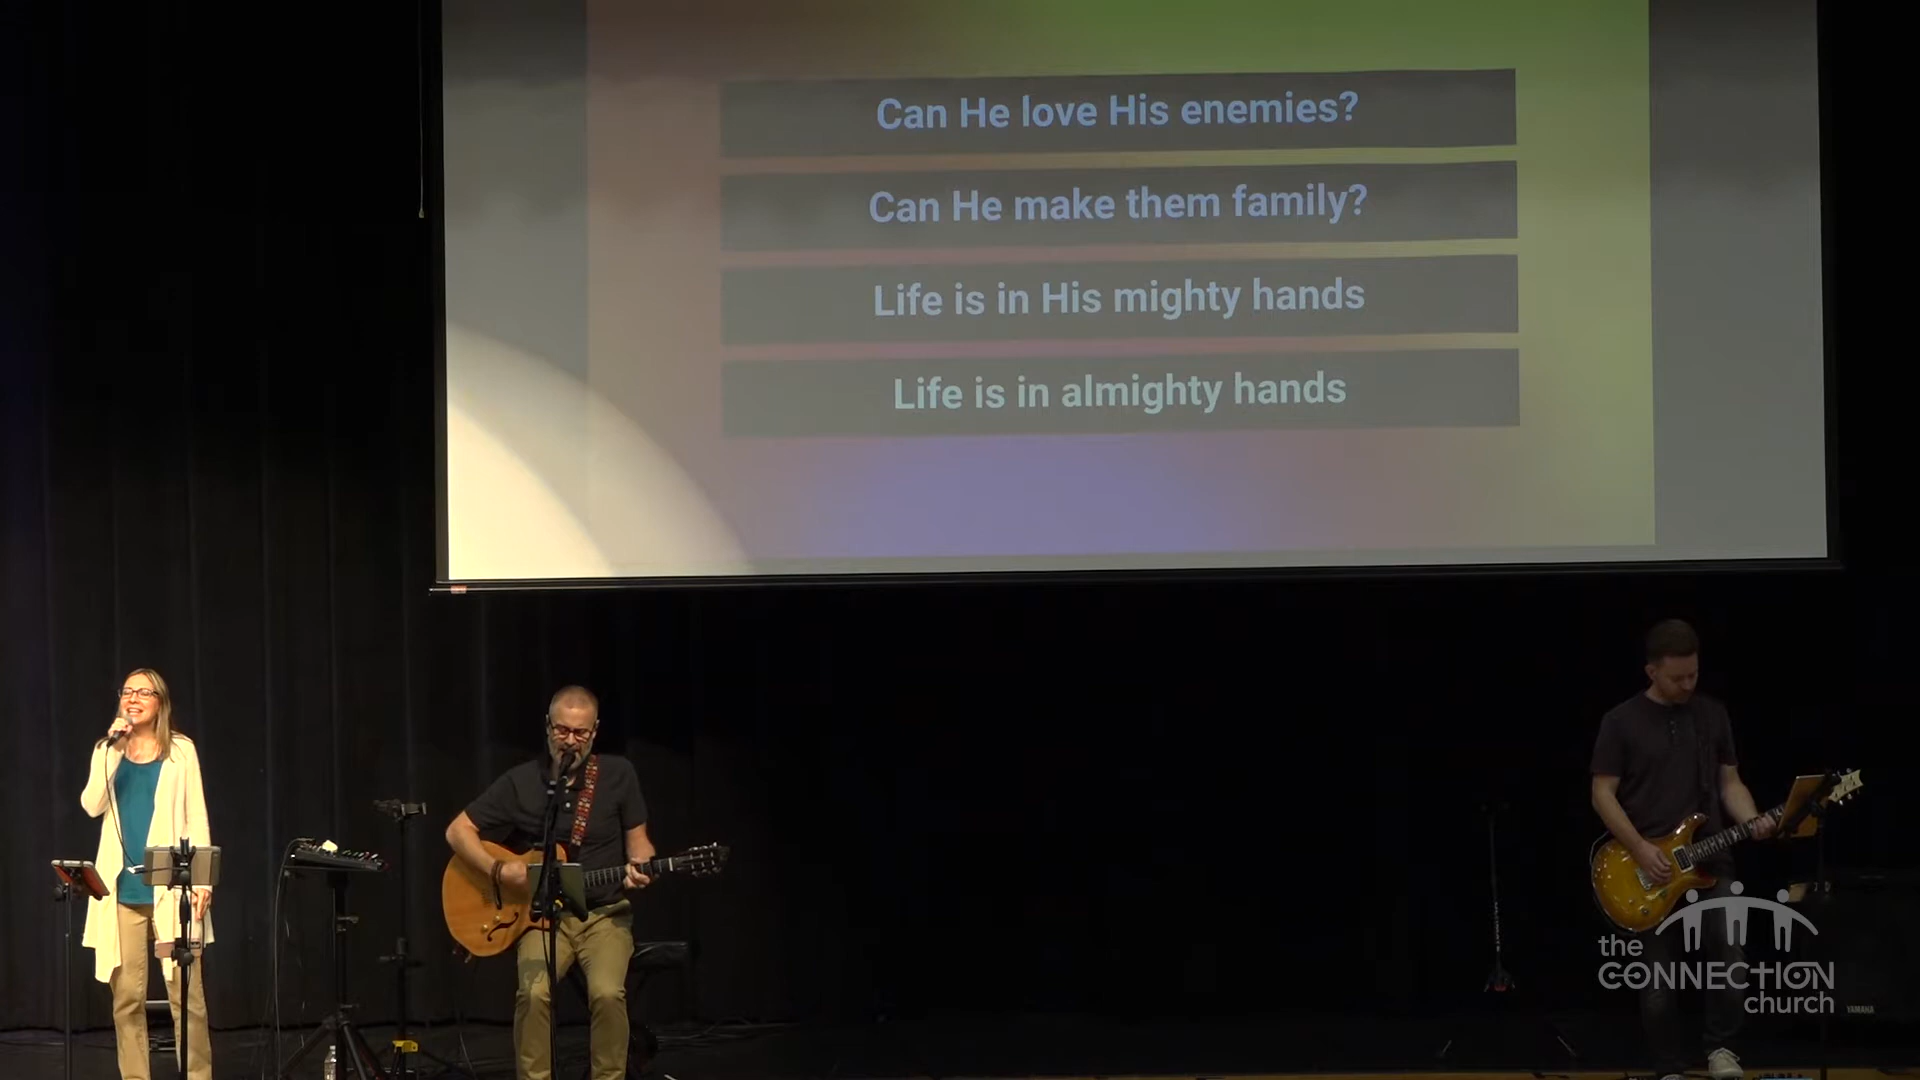 Can He love His enemies?
Can He make them family?
Life is in His mighty hands
Life is in almighty hands
the
CONNECTION
church
YAMAHA